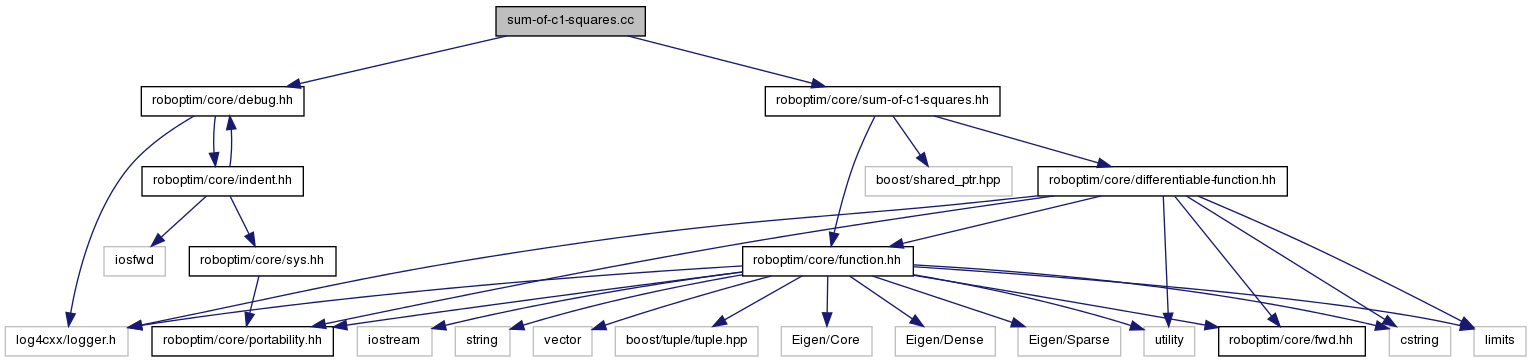 sum-of-c1-squares.cc
roboptim/core/debug.hh
roboptim/core/sum-of-c1-squares.hh
roboptim/core/indent.hh
boost/shared_ptr.hpp
roboptim/core/differentiable-function.hh
iosfwd
roboptim/core/sys.hh
roboptim/core/function.hh
log4cxx/logger.h
roboptim/core/portability.hh
iostream
string
vector
boost/tuple/tuple.hpp
Eigen/Core
Eigen/Dense
Eigen/Sparse
utility
roboptim/core/fwd.hh
cstring
limits